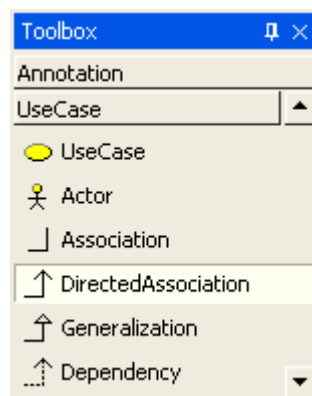 Toolbox
Annotation
UseCase
UseCase
Actor
Association
DirectedAssociation
Generalization
Dependency